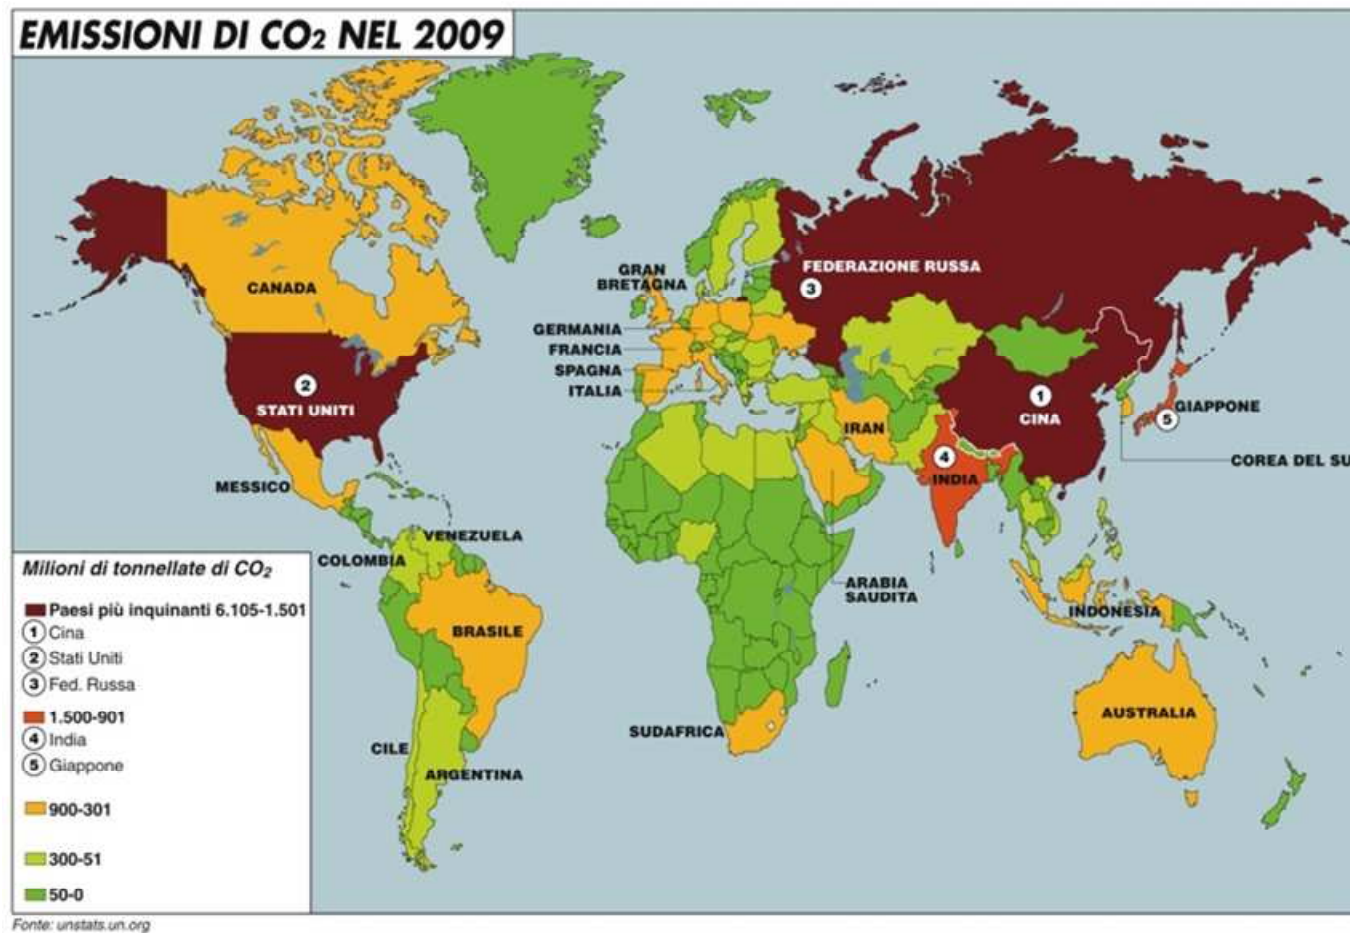 EMISSIONI DI CO2 NEL 2009
CANADA
GRAN
BRETAGNA
FEDERAZIONE RUSSA
3
GERMANIA
FRANCIA
SPAGNA
ITALIA
2
STATI UNITI
1
CINA
GIAPPONE
5
IRAN
4
INDIA
COREA DEL SU
MESSICO
VENEZUELA
COLOMBIA
ARABIA
SAUDITA
INDONESIA
BRASILE
AUSTRALIA
SUDAFRICA
CILE
ARGENTINA
Milioni di tonnellate di CO2
Paesi più inquinanti 6.105-1.501
1 Cina
2 Stati Uniti
3 Fed. Russa
1.500-901
4 India
5 Giappone
900-301
300-51
50-0
Fonte: unstats.un.org